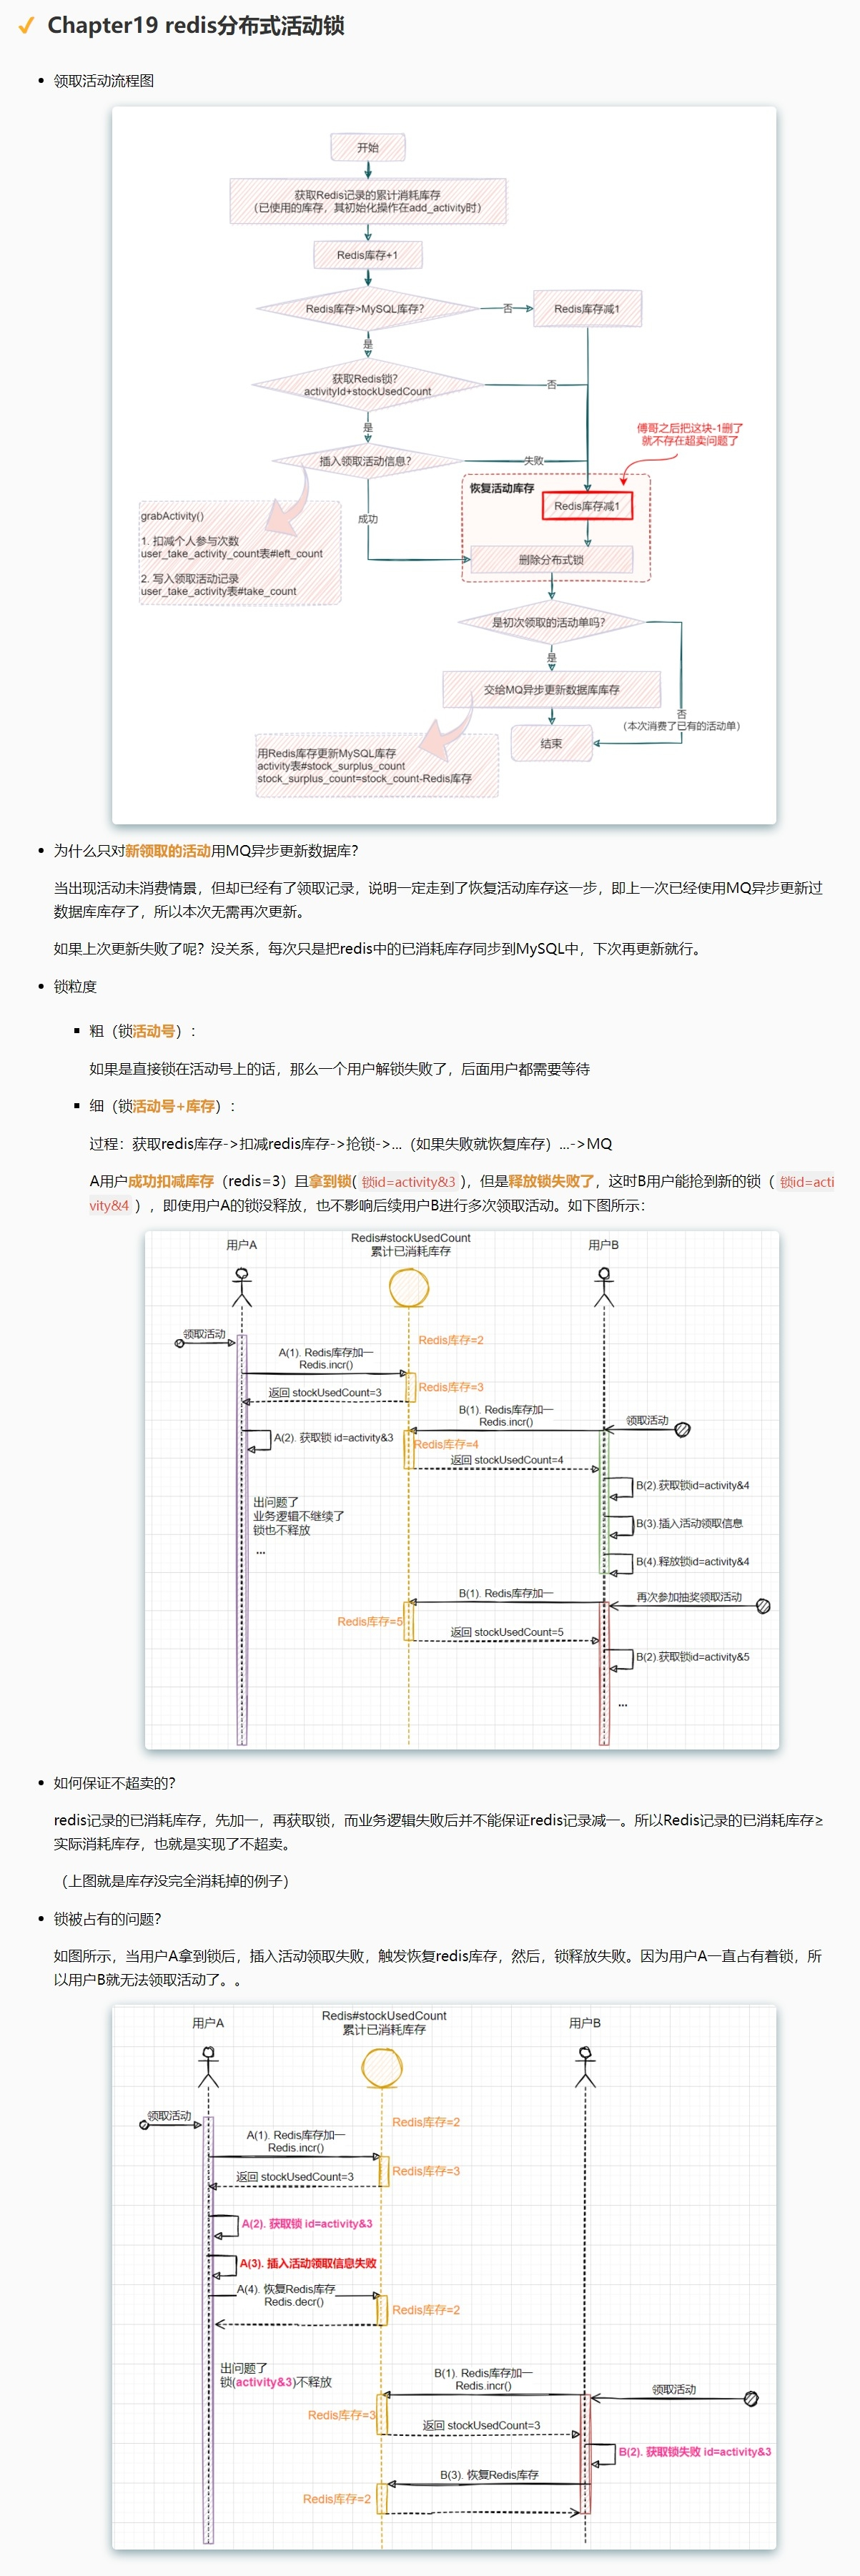 Chapter19 redis分布式活动锁
领取活动流程图
开始
获取Redis记录的累计消耗库存
（已使用的库存，其初始化操作在add_activity时）
Redis库存+1
Redis库存>MySQL库存？
否
Redis库存减1
是
获取Redis锁？
activityId+stockUsedCount
否
是
傅哥之后把这块-1删了
就不存在超卖问题了
插入领取活动信息？
失败
恢复活动库存
Redis库存减1
成功
grabActivity()
1. 扣减个人参与次数
user_take_activity_count表#left_count
2. 写入领取活动记录
user_take_activity表#take_count
删除分布式锁
是初次领取的活动单吗？
是
交给MQ异步更新数据库库存
否
（本次消费了已有的活动单）
结束
用Redis库存更新MySQL库存
activity表#stock_surplus_count
stock_surplus_count=stock_count-Redis库存
为什么只对新领取的活动用MQ异步更新数据库？
当出现活动未消费情景，但却已经有了领取记录，说明一定走到了恢复活动库存这一步，即上一次已经使用MQ异步更新过
数据库库存了，所以本次无需再次更新。
如果上次更新失败了呢？没关系，每次只是把redis中的已消耗库存同步到MySQL中，下次再更新就行。
锁粒度
粗（锁活动号）：
如果是直接锁在活动号上的话，那么一个用户解锁失败了，后面用户都需要等待
细（锁活动号+库存）：
过程：获取redis库存->扣减redis库存->抢锁->...（如果失败就恢复库存）...->MQ
A用户成功扣减库存（redis=3）且拿到锁( 锁id=activity&3 )，但是释放锁失败了，这时B用户能抢到新的锁（ 锁id=acti
vity&4 ），即使用户A的锁没释放，也不影响后续用户B进行多次领取活动。如下图所示：
用户A
Redis#stockUsedCount
累计已消耗库存
用户B
领取活动
Redis库存=2
A(1). Redis库存加一
Redis.incr()
返回 stockUsedCount=3
Redis库存=3
B(1). Redis库存加一
Redis.incr()
领取活动
A(2). 获取锁 id=activity&3
Redis库存=4
返回 stockUsedCount=4
B(2).获取锁id=activity&4
出问题了
业务逻辑不继续了
锁也不释放
...
B(3).插入活动领取信息
B(4).释放锁id=activity&4
B(1). Redis库存加一
再次参加抽奖领取活动
Redis库存=5
返回 stockUsedCount=5
B(2).获取锁id=activity&5
...
如何保证不超卖的？
redis记录的已消耗库存，先加一，再获取锁，而业务逻辑失败后并不能保证redis记录减一。所以Redis记录的已消耗库存≥
实际消耗库存，也就是实现了不超卖。
（上图就是库存没完全消耗掉的例子）
锁被占有的问题？
如图所示，当用户A拿到锁后，插入活动领取失败，触发恢复redis库存，然后，锁释放失败。因为用户A一直占有着锁，所
以用户B就无法领取活动了。。
用户A
Redis#stockUsedCount
累计已消耗库存
用户B
领取活动
Redis库存=2
A(1). Redis库存加一
Redis.incr()
返回 stockUsedCount=3
Redis库存=3
A(2). 获取锁 id=activity&3
A(3). 插入活动领取信息失败
A(4). 恢复Redis库存
Redis.decr()
Redis库存=2
出问题了
锁(activity&3)不释放
B(1). Redis库存加一
Redis.incr()
领取活动
Redis库存=3
返回 stockUsedCount=3
B(2). 获取锁失败 id=activity&3
B(3). 恢复Redis库存
Redis库存=2